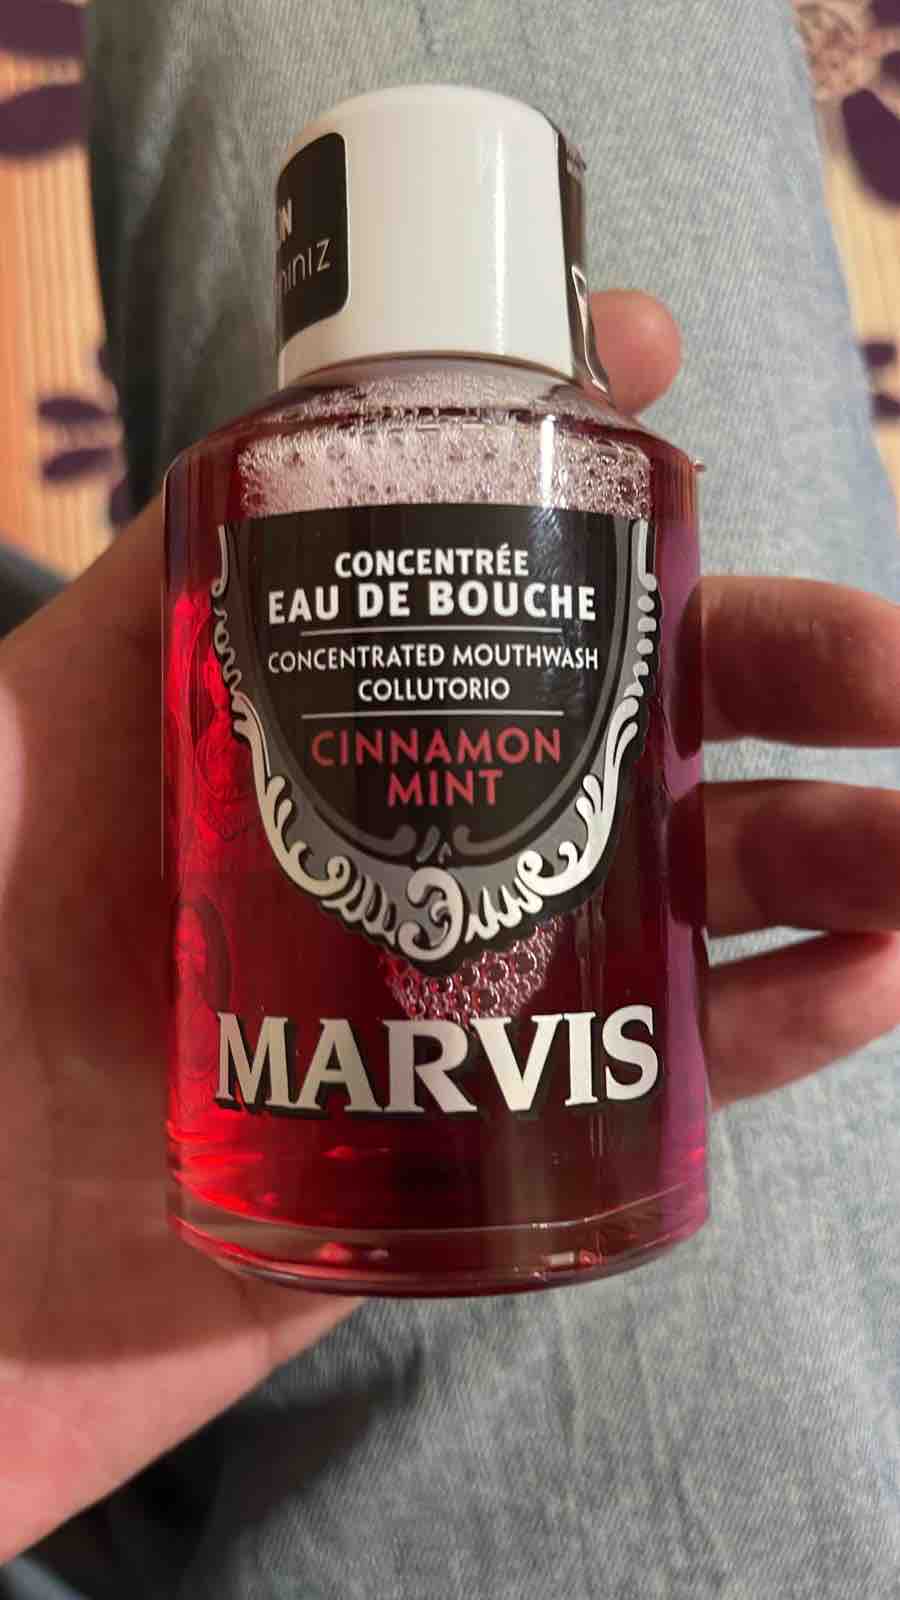 CONCENTRÉE
EAU DE BOUCHE
CONCENTRATED MOUTHWASH
COLLUTORIO
CINNAMON
MINT
MARVIS